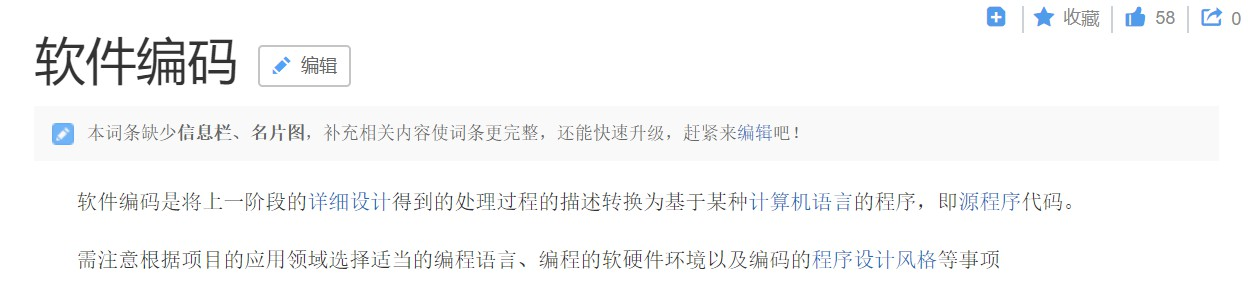 收藏 58 0
软件编码 编辑
本词条缺少信息栏、名片图，补充相关内容使词条更完整，还能快速升级，赶紧来编辑吧！
软件编码是将上一阶段的详细设计得到的处理过程的描述转换为基于某种计算机语言的程序，即源程序代码。
需注意根据项目的应用领域选择适当的编程语言、编程的软硬件环境以及编码的程序设计风格等事项